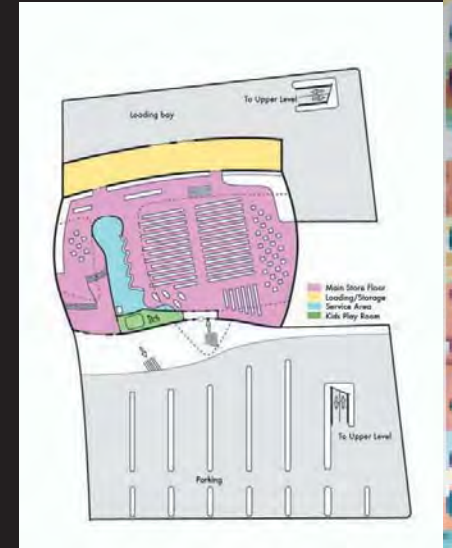 To Upper Level
Loading bay
Main Store Floor
Loading/Storage
Service Area
Kids Play Room
To Upper Level
Parking